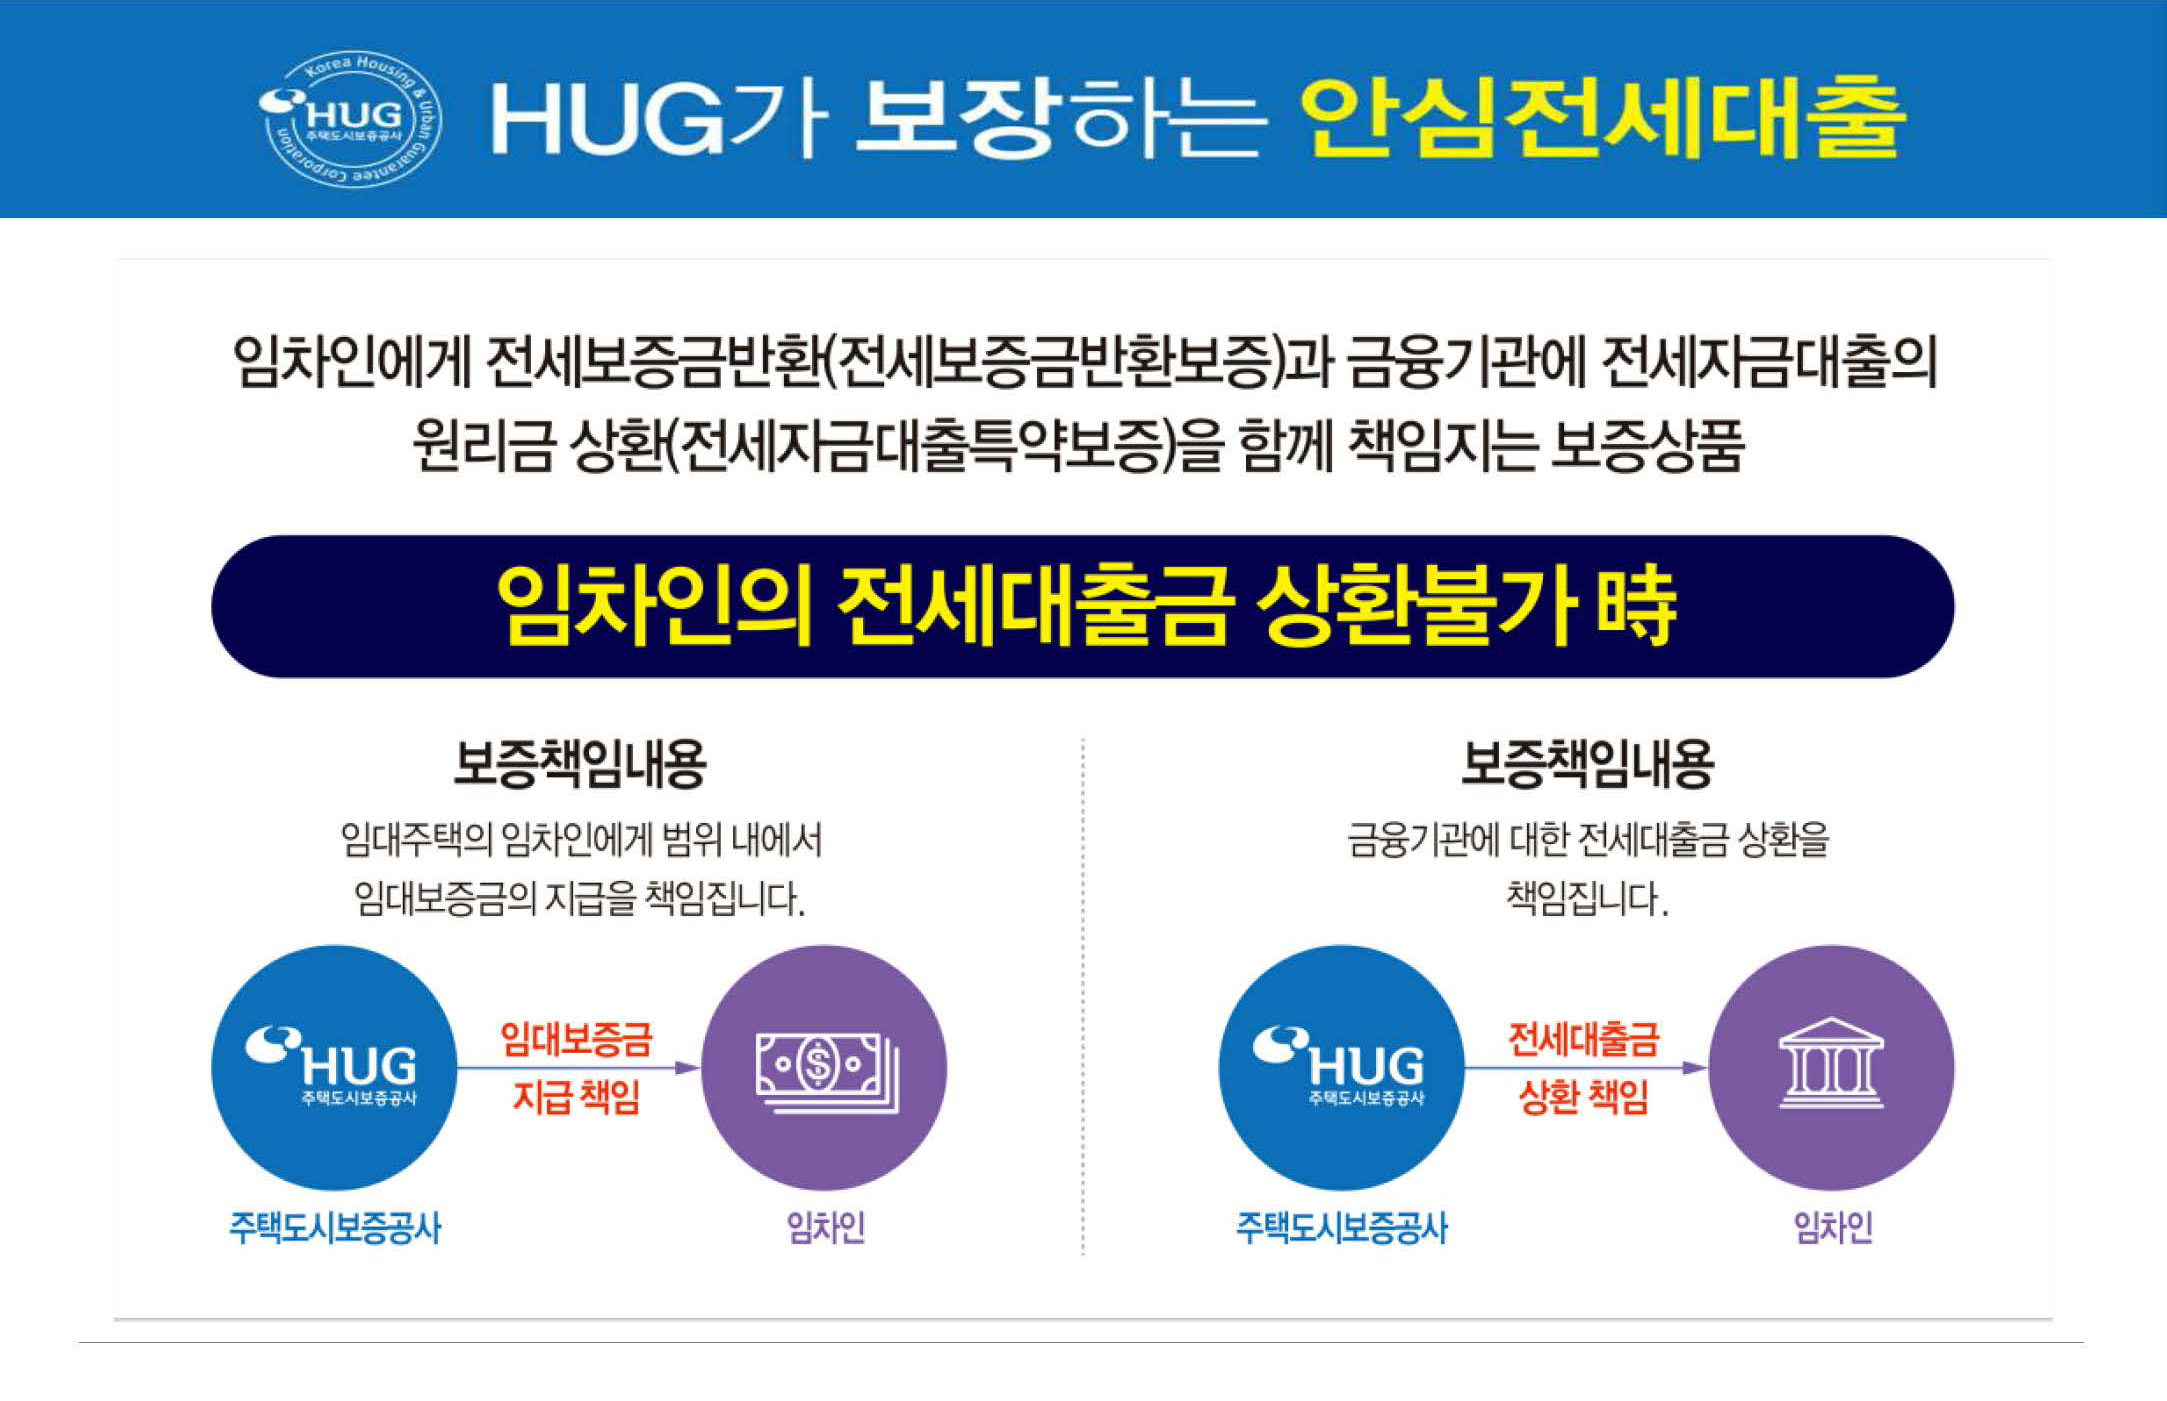 Korea Housing & Urban Guarantee Corporation
HUG
주택도시보증공사
HUG가 보장하는 안심전세대출
임차인에게 전세보증금반환(전세보증금반환보증)과 금융기관에 전세자금대출의
원리금 상환(전세자금대출특약보증)을 함께 책임지는 보증상품
임차인의 전세대출금 상환불가 時
보증책임내용
임대주택의 임차인에게 범위 내에서
임대보증금의 지급을 책임집니다.
HUG
주택도시보증공사
임대보증금
지급 책임
주택도시보증공사
임차인
보증책임내용
금융기관에 대한 전세대출금 상환을
책임집니다.
HUG
주택도시보증공사
전세대출금
상환 책임
주택도시보증공사
임차인